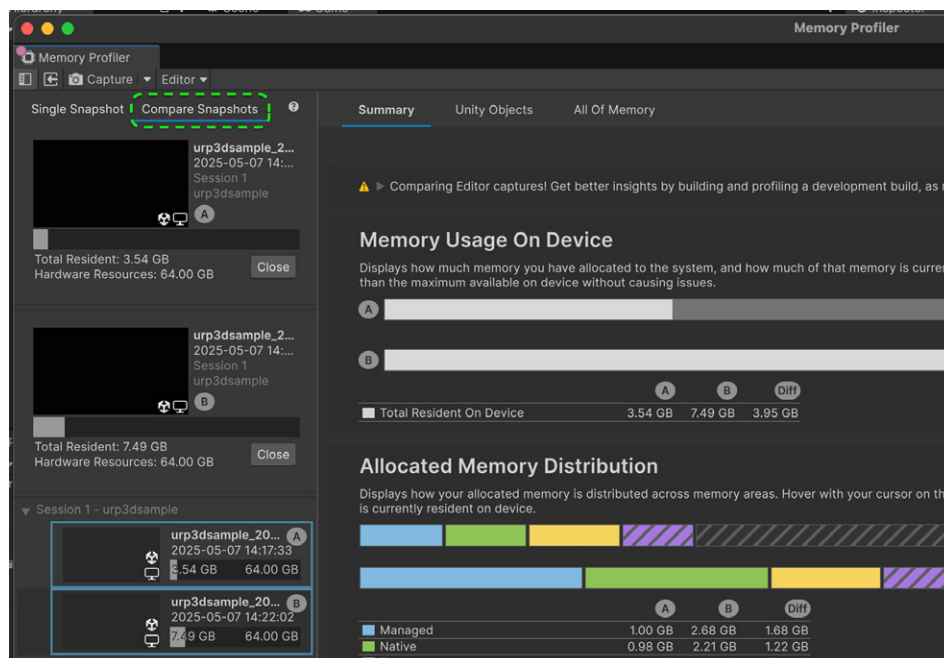 Memory Profiler
Memory Profiler
Capture Editor
Single Snapshot Compare Snapshots ?
urp3dsample_2...
2025-05-07 14:...
Session 1
urp3dsample
A
Total Resident: 3.54 GB
Hardware Resources: 64.00 GB
Close
urp3dsample_2...
2025-05-07 14:...
Session 1
urp3dsample
B
Total Resident: 7.49 GB
Hardware Resources: 64.00 GB
Close
Session 1 - urp3dsample
urp3dsample_20... A
2025-05-07 14:17:33
3.54 GB 64.00 GB
urp3dsample_20... B
2025-05-07 14:22:02
7.49 GB 64.00 GB
Summary Unity Objects All Of Memory
Comparing Editor captures! Get better insights by building and profiling a development build, as
Memory Usage On Device
Displays how much memory you have allocated to the system, and how much of that memory is
than the maximum available on device without causing issues.
A
B
A B Diff
Total Resident On Device 3.54 GB 7.49 GB 3.95 GB
Allocated Memory Distribution
Displays how your allocated memory is distributed across memory areas. Hover with your cursor on
is currently resident on device.
A B Diff
Managed 1.00 GB 2.68 GB 1.68 GB
Native 0.98 GB 2.21 GB 1.22 GB